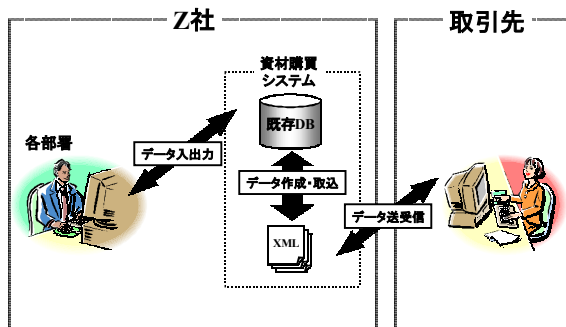 Z社
取引先
資材購買
システム
既存DB
各部署
データ入出力
データ作成・取込
データ送受信
XML